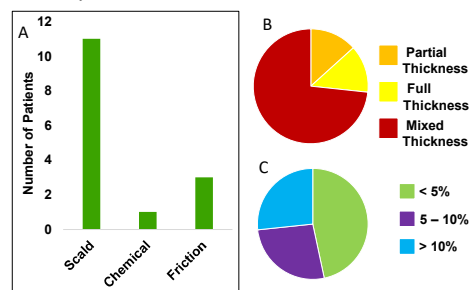 A
12
10
8
6
4
2
0
Number of Patients
Scald
Chemical
Friction
B
Partial
Thickness
Full
Thickness
Mixed
Thickness
C
< 5%
5 – 10%
> 10%